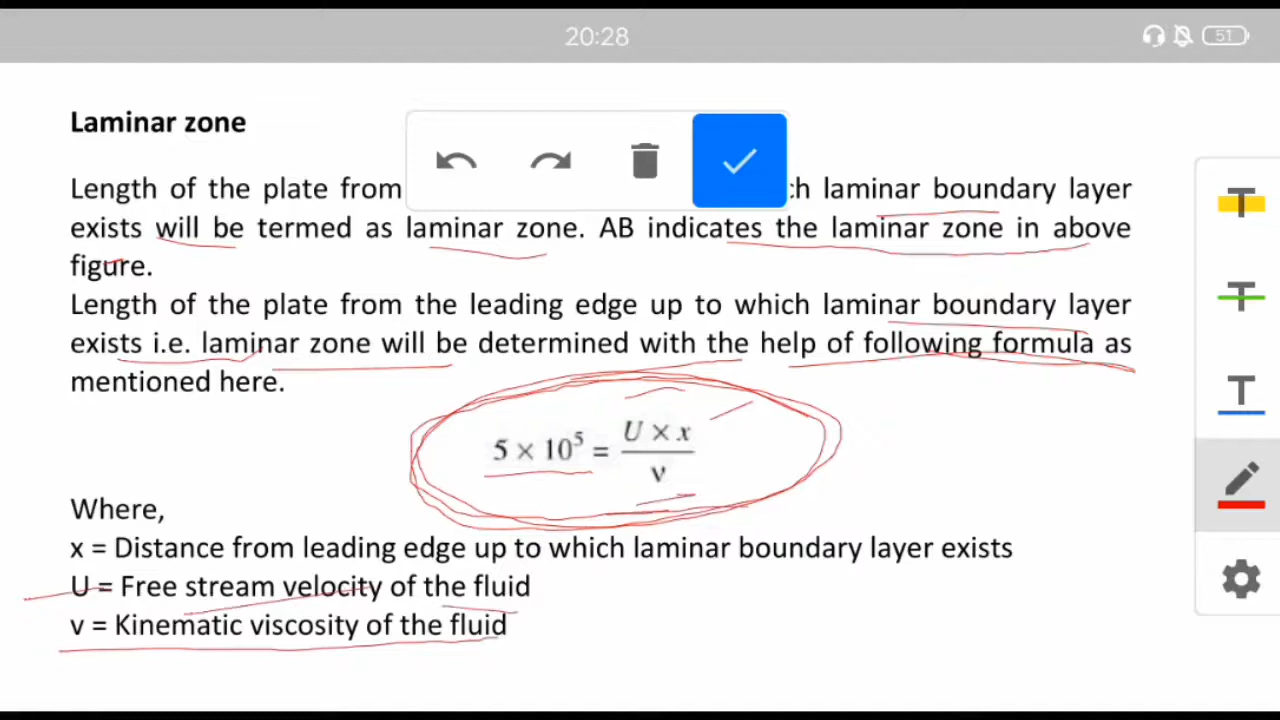 20:28
51
Laminar zone
Length of the plate from ch laminar boundary layer
exists will be termed as laminar zone. AB indicates the laminar zone in above
figure.
Length of the plate from the leading edge up to which laminar boundary layer
exists i.e. laminar zone will be determined with the help of following formula as
mentioned here.
5 × 10⁵ = U × x / ν
Where,
x = Distance from leading edge up to which laminar boundary layer exists
U = Free stream velocity of the fluid
v = Kinematic viscosity of the fluid
T
T
T